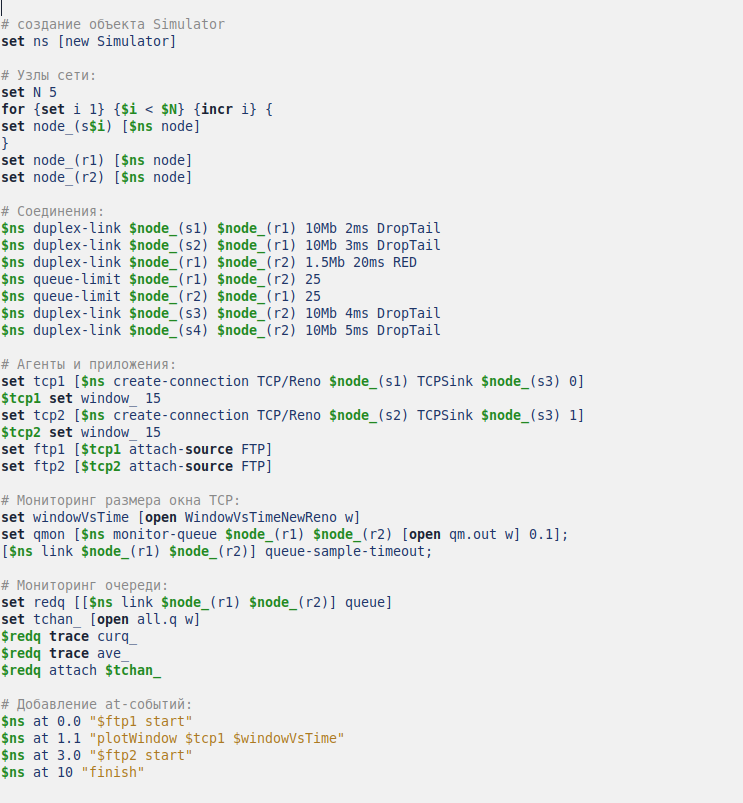 # создание объекта Simulator
set ns [new Simulator]
# Узлы сети:
set N 5
for {set i 1} {$i < $N} {incr i} {
set node_(s$i) [$ns node]
}
set node_(r1) [$ns node]
set node_(r2) [$ns node]
# Соединения:
$ns duplex-link $node_(s1) $node_(r1) 10Mb 2ms DropTail
$ns duplex-link $node_(s2) $node_(r1) 10Mb 3ms DropTail
$ns duplex-link $node_(r1) $node_(r2) 1.5Mb 20ms RED
$ns queue-limit $node_(r1) $node_(r2) 25
$ns queue-limit $node_(r2) $node_(r1) 25
$ns duplex-link $node_(s3) $node_(r2) 10Mb 4ms DropTail
$ns duplex-link $node_(s4) $node_(r2) 10Mb 5ms DropTail
# Агенты и приложения:
set tcp1 [$ns create-connection TCP/Reno $node_(s1) TCPSink $node_(s3) 0]
$tcp1 set window_ 15
set tcp2 [$ns create-connection TCP/Reno $node_(s2) TCPSink $node_(s3) 1]
$tcp2 set window_ 15
set ftp1 [$tcp1 attach-source FTP]
set ftp2 [$tcp2 attach-source FTP]
# Мониторинг размера окна TCP:
set windowVsTime [open WindowVsTimeNewReno w]
set qmon [$ns monitor-queue $node_(r1) $node_(r2) [open qm.out w] 0.1];
[$ns link $node_(r1) $node_(r2)] queue-sample-timeout;
# Мониторинг очереди:
set redq [[$ns link $node_(r1) $node_(r2)] queue]
set tchan_ [open all.q w]
$redq trace curq_
$redq trace ave_
$redq attach $tchan_
# Добавление at-событий:
$ns at 0.0 "$ftp1 start"
$ns at 1.1 "plotWindow $tcp1 $windowVsTime"
$ns at 3.0 "$ftp2 start"
$ns at 10 "finish"